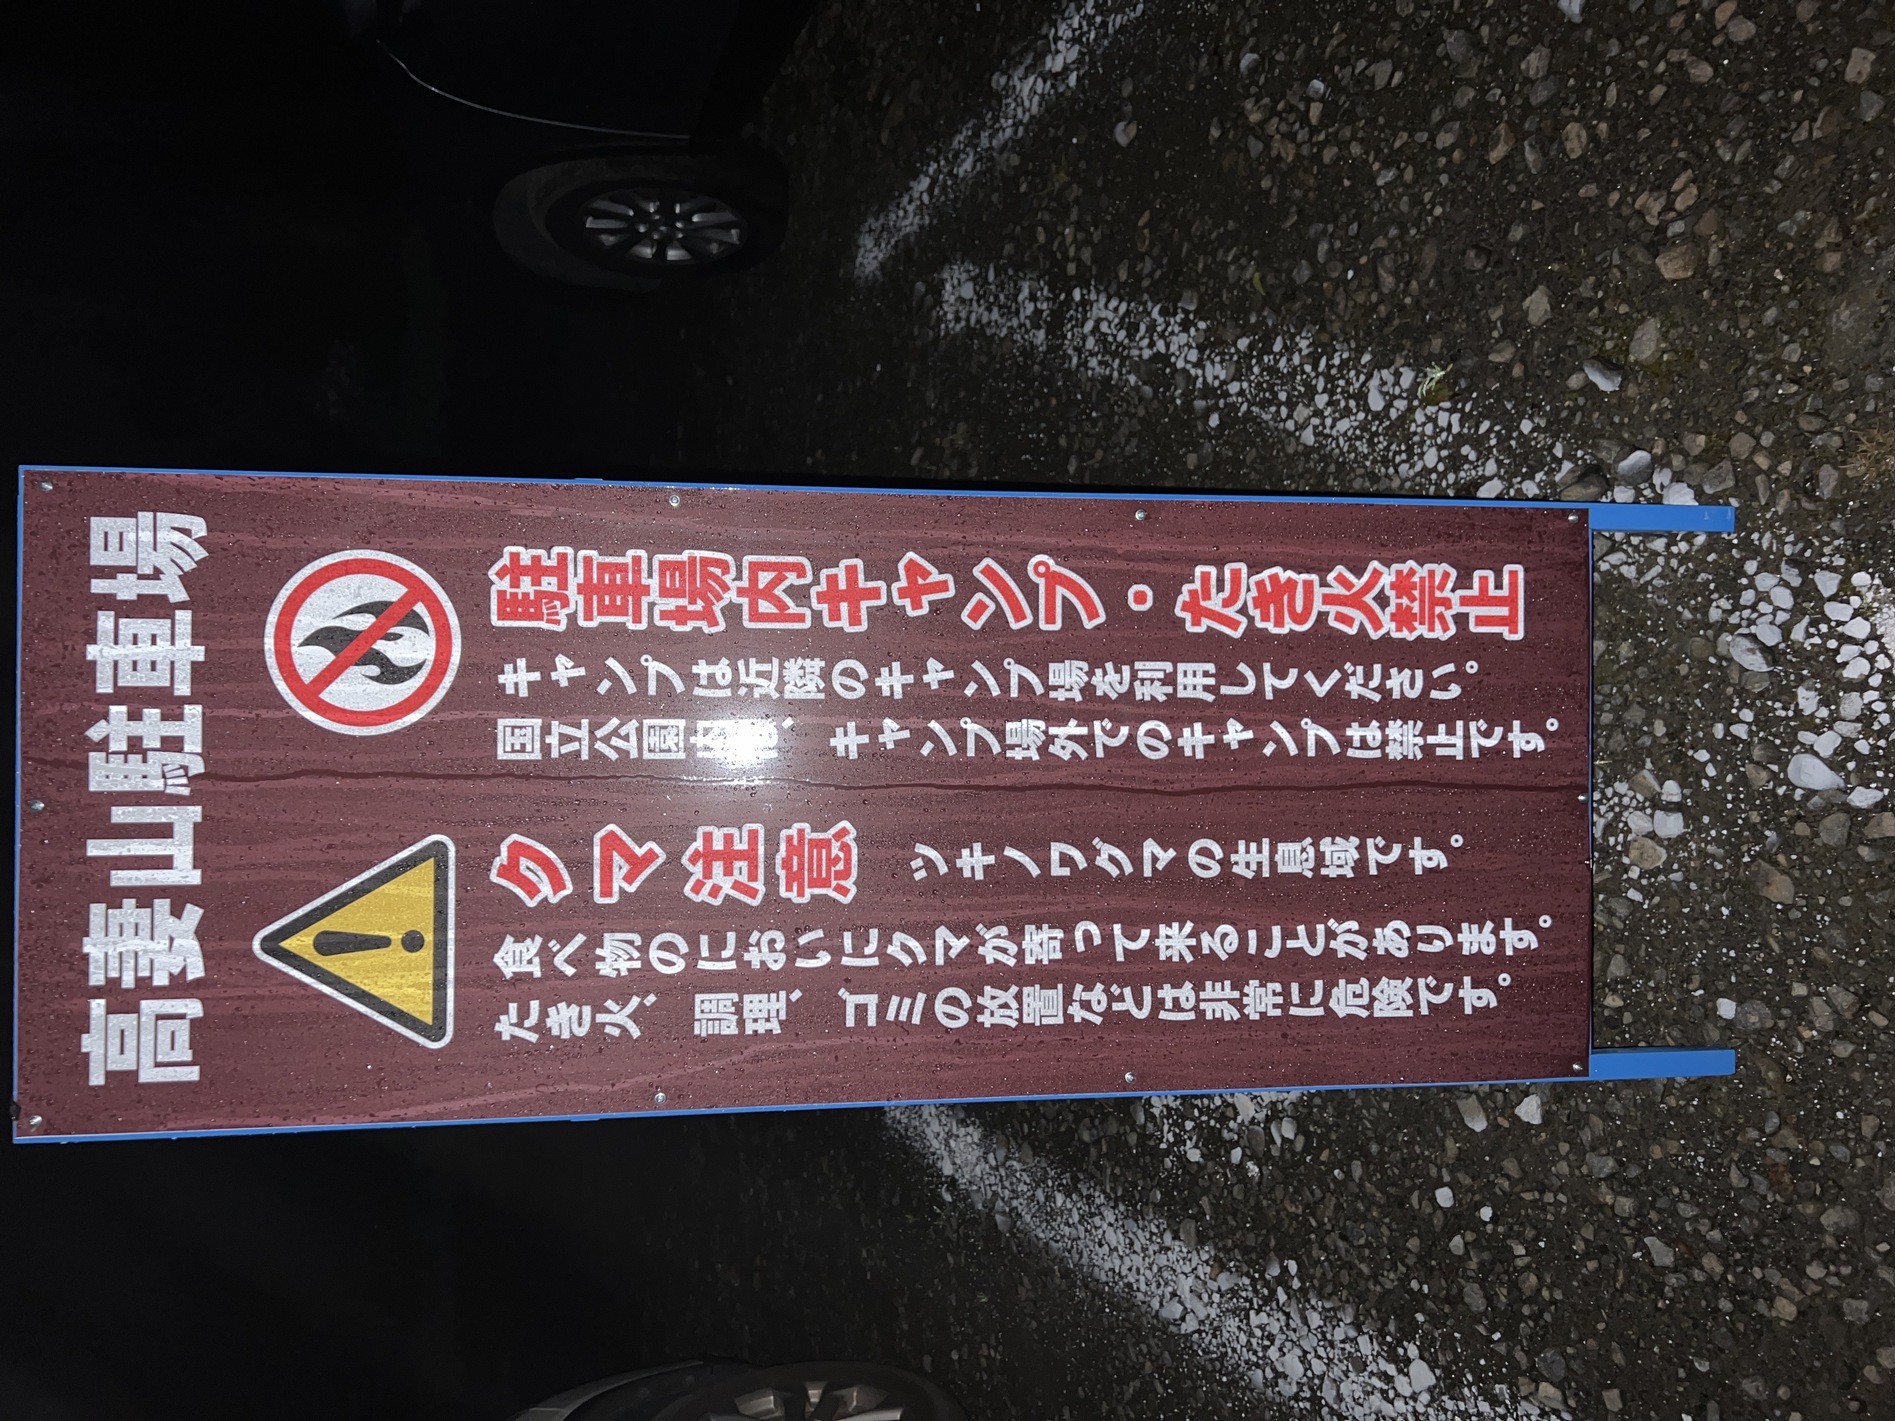 高妻山駐車場
駐車場内キャンプ・たき火禁止
キャンプは近隣のキャンプ場を利用してください。
国立公園内、キャンプ場外でのキャンプは禁止です。
クマ注意 ツキノワグマの生息域です。
食べ物のにおいにクマが寄って来ることがあります。
たき火、調理、ゴミの放置などは非常に危険です。